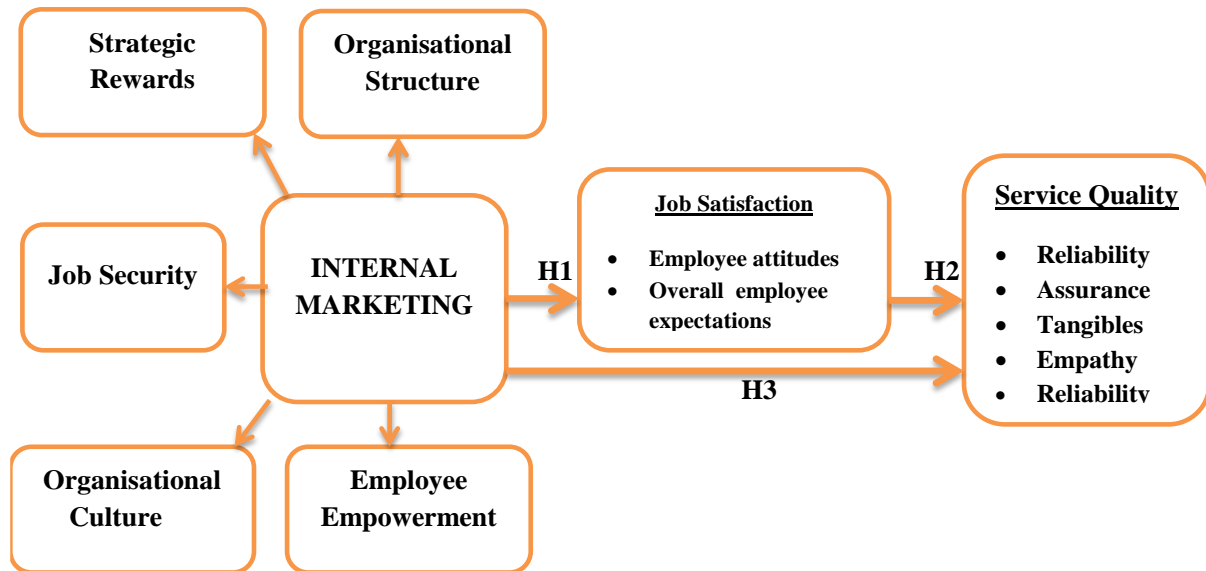 Strategic
Rewards
Organisational
Structure
Job Security
INTERNAL
MARKETING
Organisational
Culture
Employee
Empowerment
H1
Job Satisfaction
• Employee attitudes
• Overall employee
expectations
H2
H3
Service Quality
• Reliability
• Assurance
• Tangibles
• Empathy
• Reliability